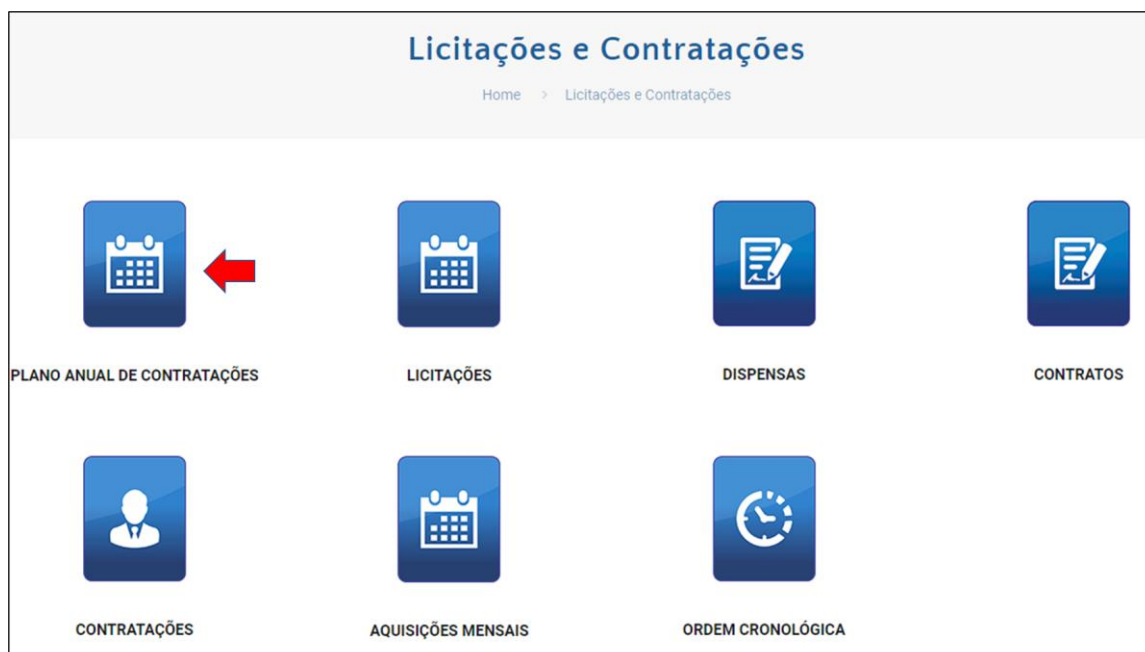 Licitações e Contratações
Home > Licitações e Contratações
PLANO ANUAL DE CONTRATAÇÕES
LICITAÇÕES
DISPENSAS
CONTRATOS
CONTRATAÇÕES
AQUISIÇÕES MENSAIS
ORDEM CRONOLÓGICA